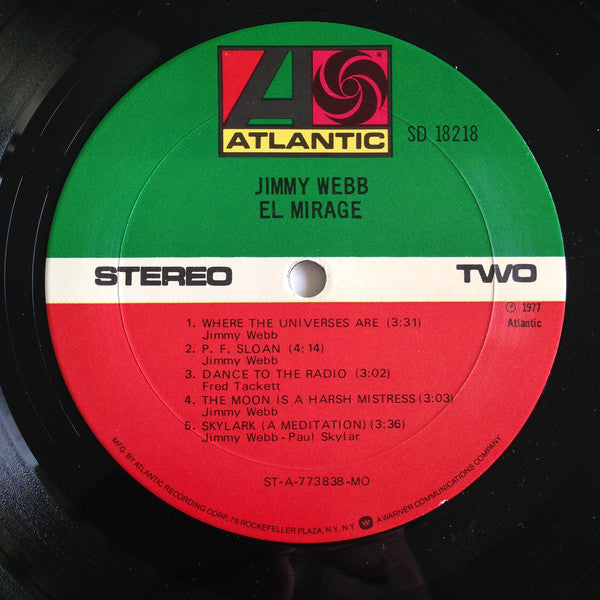 ATLANTIC
SD 18218
JIMMY WEBB
EL MIRAGE
STEREO
TWO
℗ 1977
Atlantic
1. WHERE THE UNIVERSES ARE (3:31)
Jimmy Webb
2. P. F. SLOAN (4:14)
Jimmy Webb
3. DANCE TO THE RADIO (3:02)
Fred Tackett
4. THE MOON IS A HARSH MISTRESS (3:03)
Jimmy Webb
5. SKYLARK (A MEDITATION) (3:36)
Jimmy Webb - Paul Skylar
ST-A-773838-MO
MFG. BY ATLANTIC RECORDING CORP. 75 ROCKEFELLER PLAZA, N.Y. N.Y. W A WARNER COMMUNICATIONS COMPANY